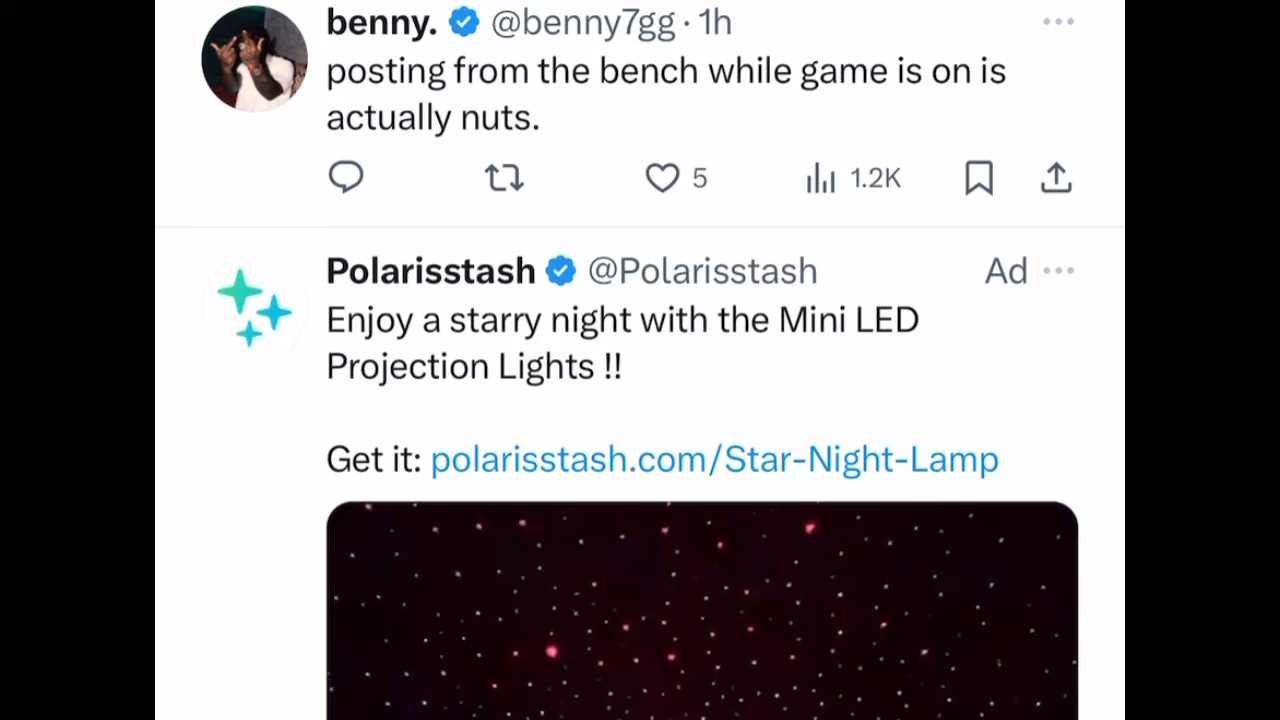 benny. @benny7gg · 1h
posting from the bench while game is on is
actually nuts.
5 1.2K
Polarisstash @Polarisstash Ad
Enjoy a starry night with the Mini LED
Projection Lights !!
Get it: polarisstash.com/Star-Night-Lamp